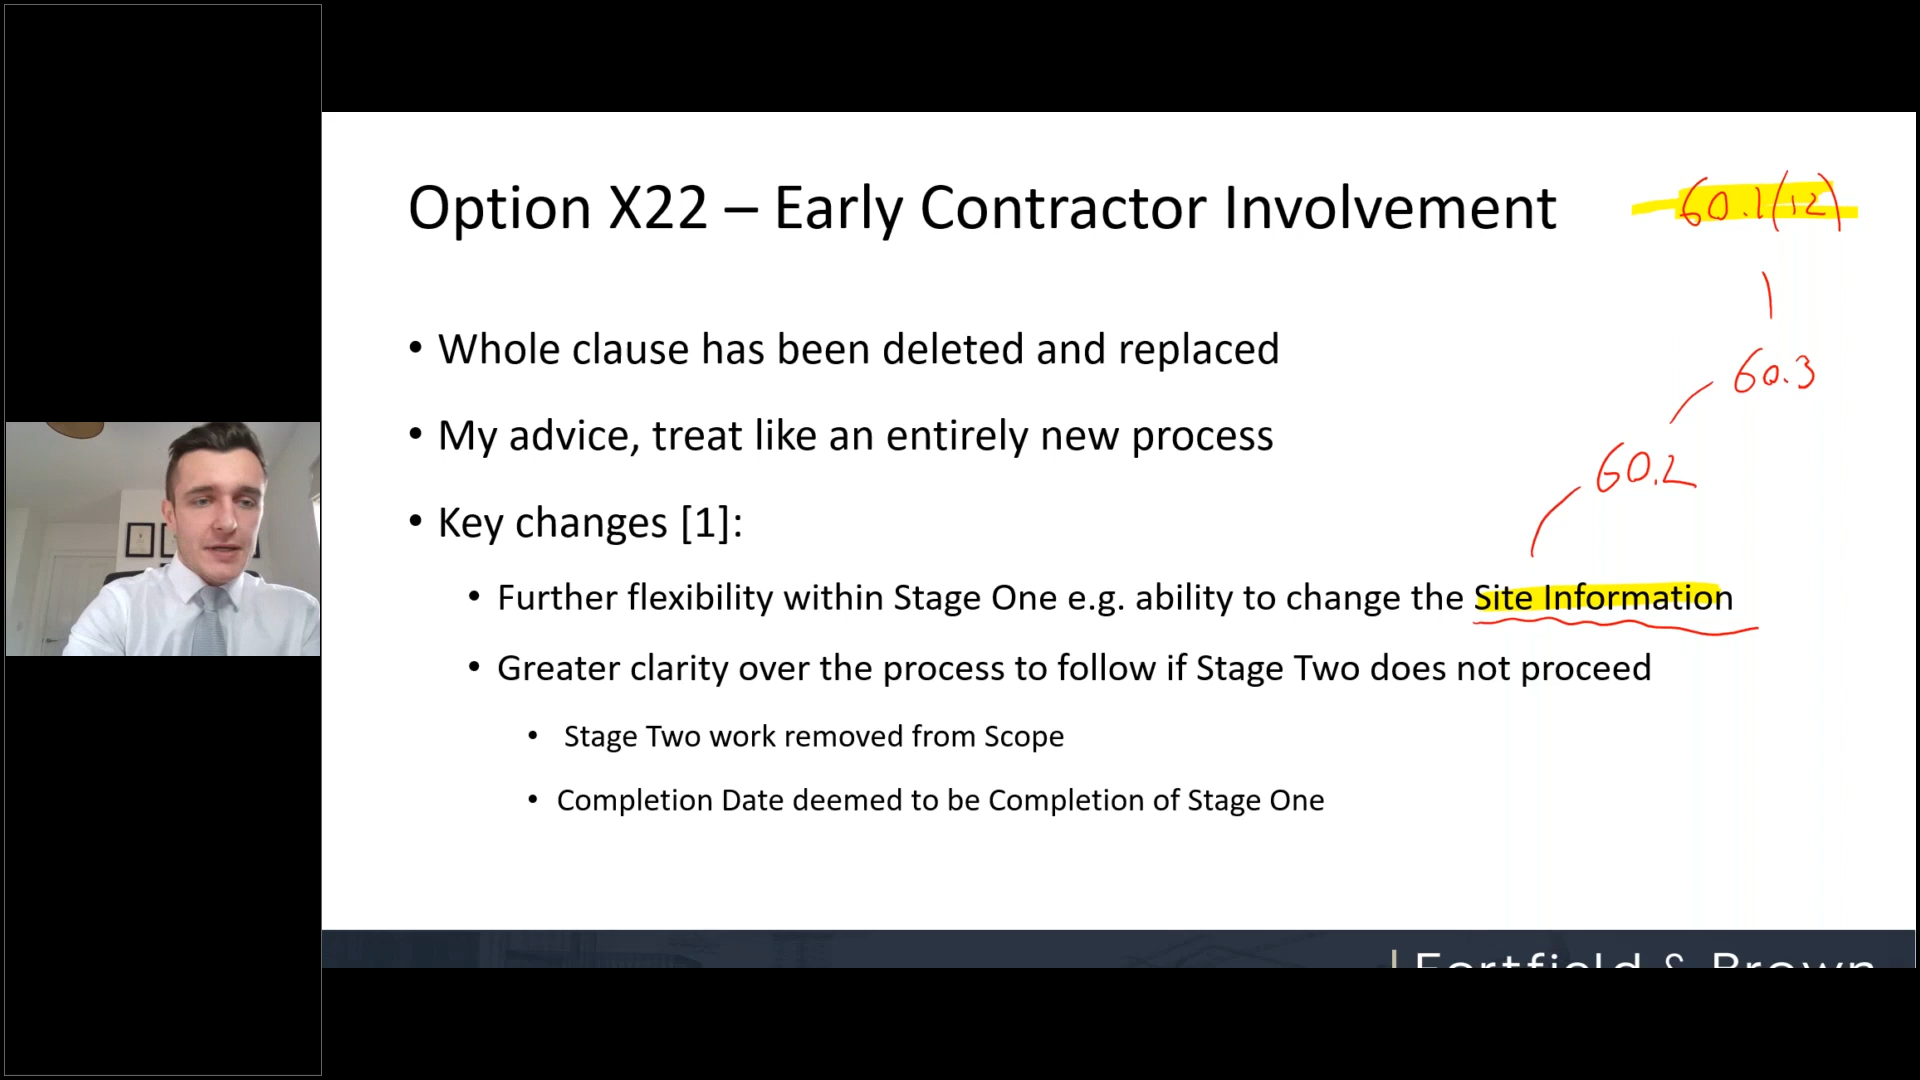 Option X22 – Early Contractor Involvement
60.1(12)
• Whole clause has been deleted and replaced
60.3
• My advice, treat like an entirely new process
60.2
• Key changes [1]:
• Further flexibility within Stage One e.g. ability to change the Site Information
• Greater clarity over the process to follow if Stage Two does not proceed
• Stage Two work removed from Scope
• Completion Date deemed to be Completion of Stage One
Fortfield & Brown